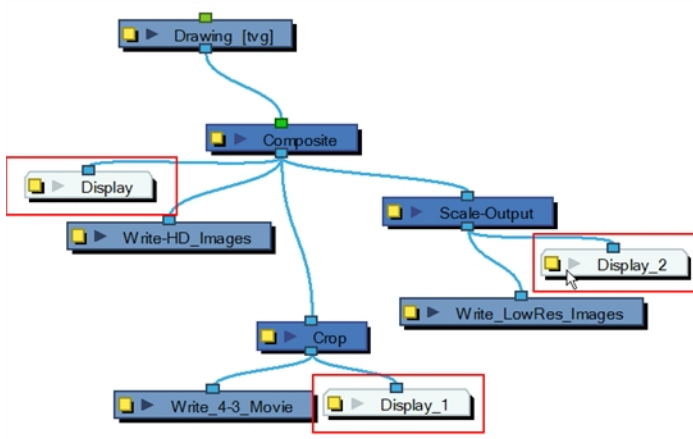 Drawing [tvg]
Composite
Display
Write-HD_Images
Scale-Output
Display_2
Write_LowRes_Images
Crop
Write_4-3_Movie
Display_1